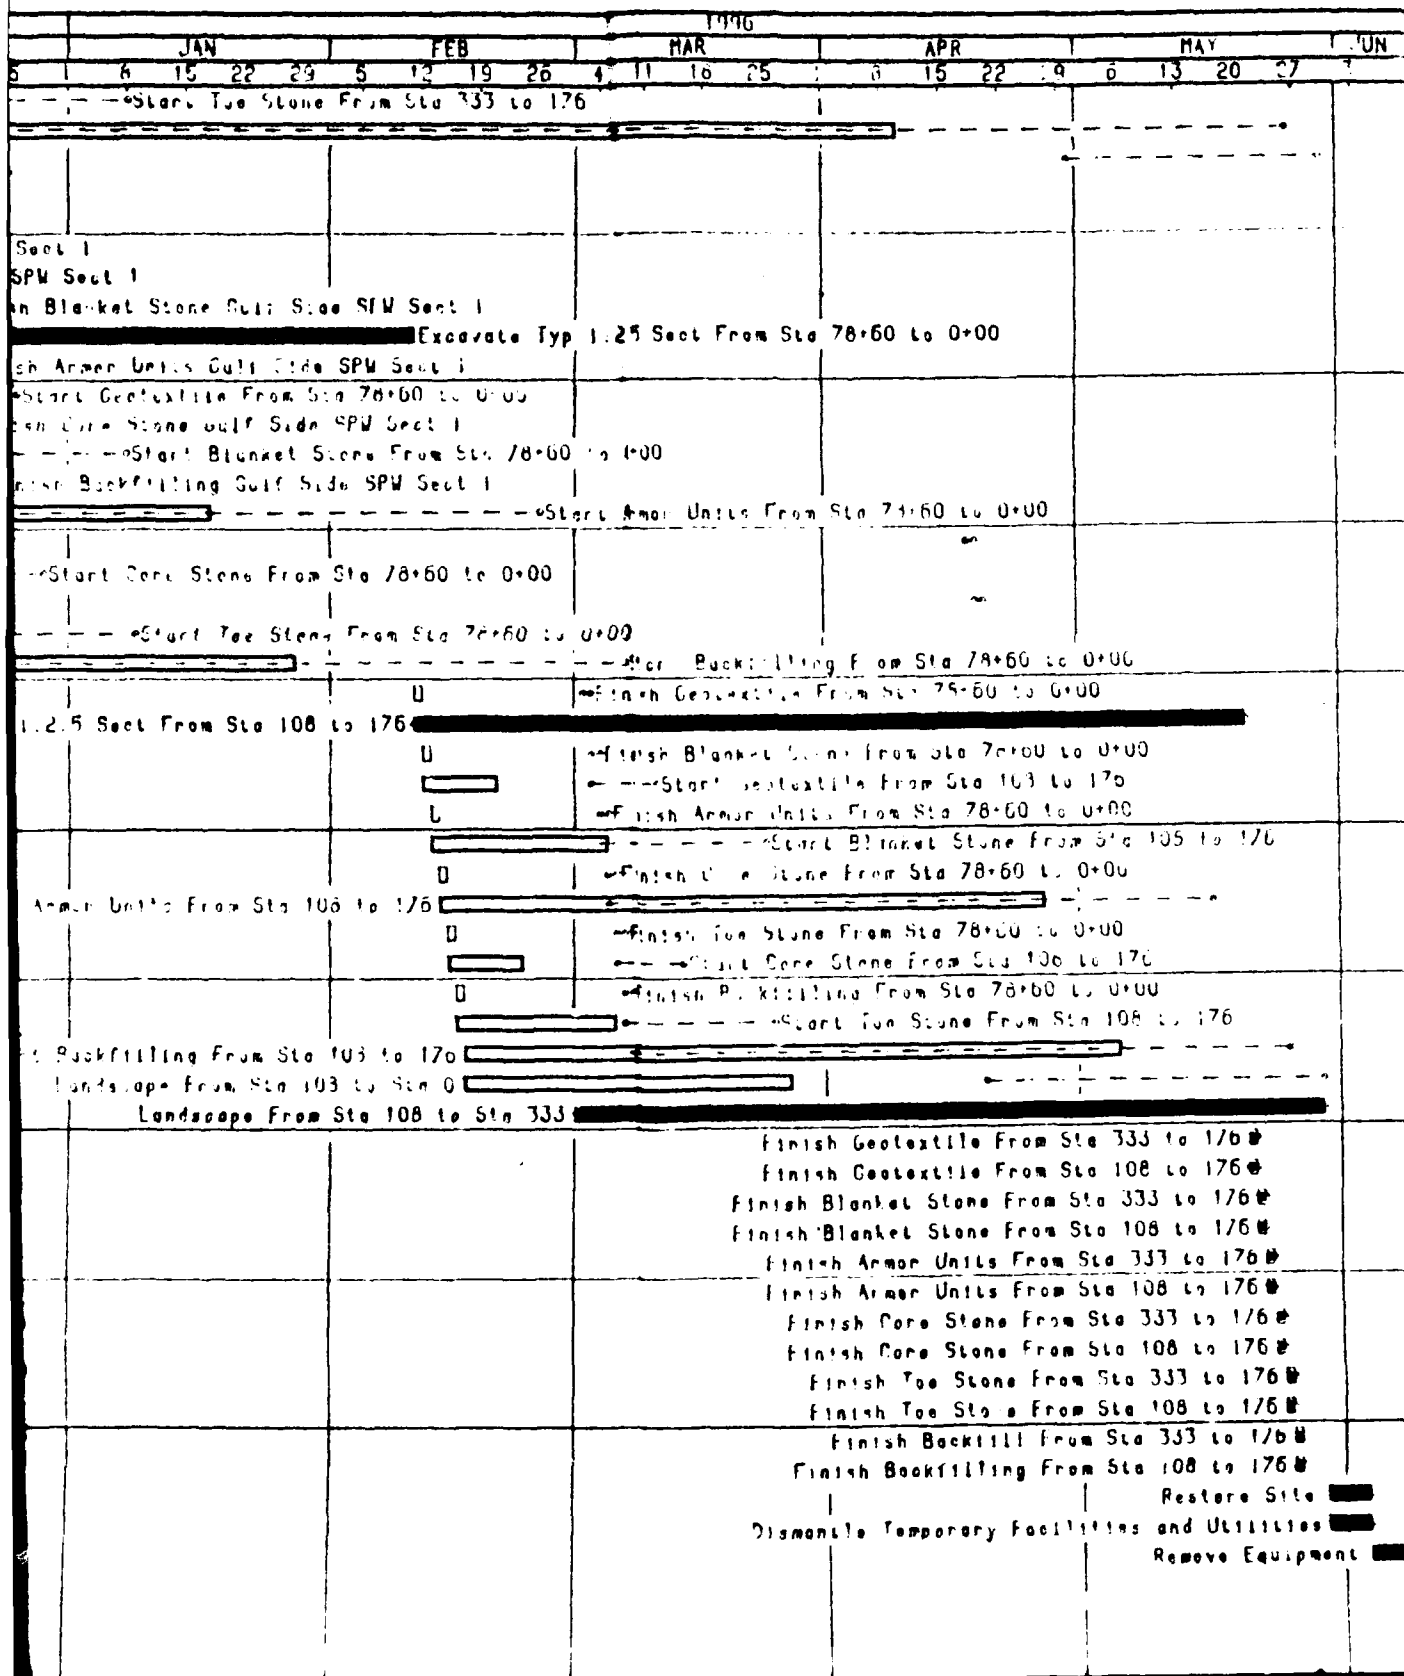 1996
JAN FEB MAR APR MAY JUN
1 8 15 22 29 5 12 19 26 4 11 18 25 8 15 22 6 13 20 27
Start Toe Stone From Sta 333 to 176
Sect 1
SPW Sect 1
Blanket Stone Gulf Side SPW Sect 1
Excavate Typ 1:25 Sect From Sta 78+60 to 0+00
sh Armor Units Gulf Side SPW Sect 1
Start Geotextile From Sta 78+60 to 0+00
sh Core Stone Gulf Side SPW Sect 1
Start Blanket Stone From Sta 78+60 to 0+00
Backfilling Gulf Side SPW Sect 1
Start Armor Units From Sta 78+60 to 0+00
Start Core Stone From Sta 78+60 to 0+00
Start Toe Stone From Sta 78+60 to 0+00
Backfilling From Sta 78+60 to 0+00
Finish Geotextile From Sta 78+60 to 0+00
Sect From Sta 108 to 176
Finish Blanket Stone From Sta 78+60 to 0+00
Start Geotextile From Sta 108 to 176
Finish Armor Units From Sta 78+60 to 0+00
Start Blanket Stone From Sta 108 to 176
Finish Core Stone From Sta 78+60 to 0+00
Armor Units From Sta 108 to 176
Finish Toe Stone From Sta 78+60 to 0+00
Start Core Stone From Sta 108 to 176
Finish Backfilling From Sta 78+60 to 0+00
Start Toe Stone From Sta 108 to 176
Backfilling From Sta 108 to 176
Landscape From Sta 108 to Sta 0
Landscape From Sta 108 to Sta 333
Finish Geotextile From Sta 333 to 176
Finish Geotextile From Sta 108 to 176
Finish Blanket Stone From Sta 333 to 176
Finish Blanket Stone From Sta 108 to 176
Finish Armor Units From Sta 333 to 176
Finish Armor Units From Sta 108 to 176
Finish Core Stone From Sta 333 to 176
Finish Core Stone From Sta 108 to 176
Finish Toe Stone From Sta 333 to 176
Finish Toe Stone From Sta 108 to 176
Finish Backfill From Sta 333 to 176
Finish Backfilling From Sta 108 to 176
Restore Site
Dismantle Temporary Facilities and Utilities
Remove Equipment